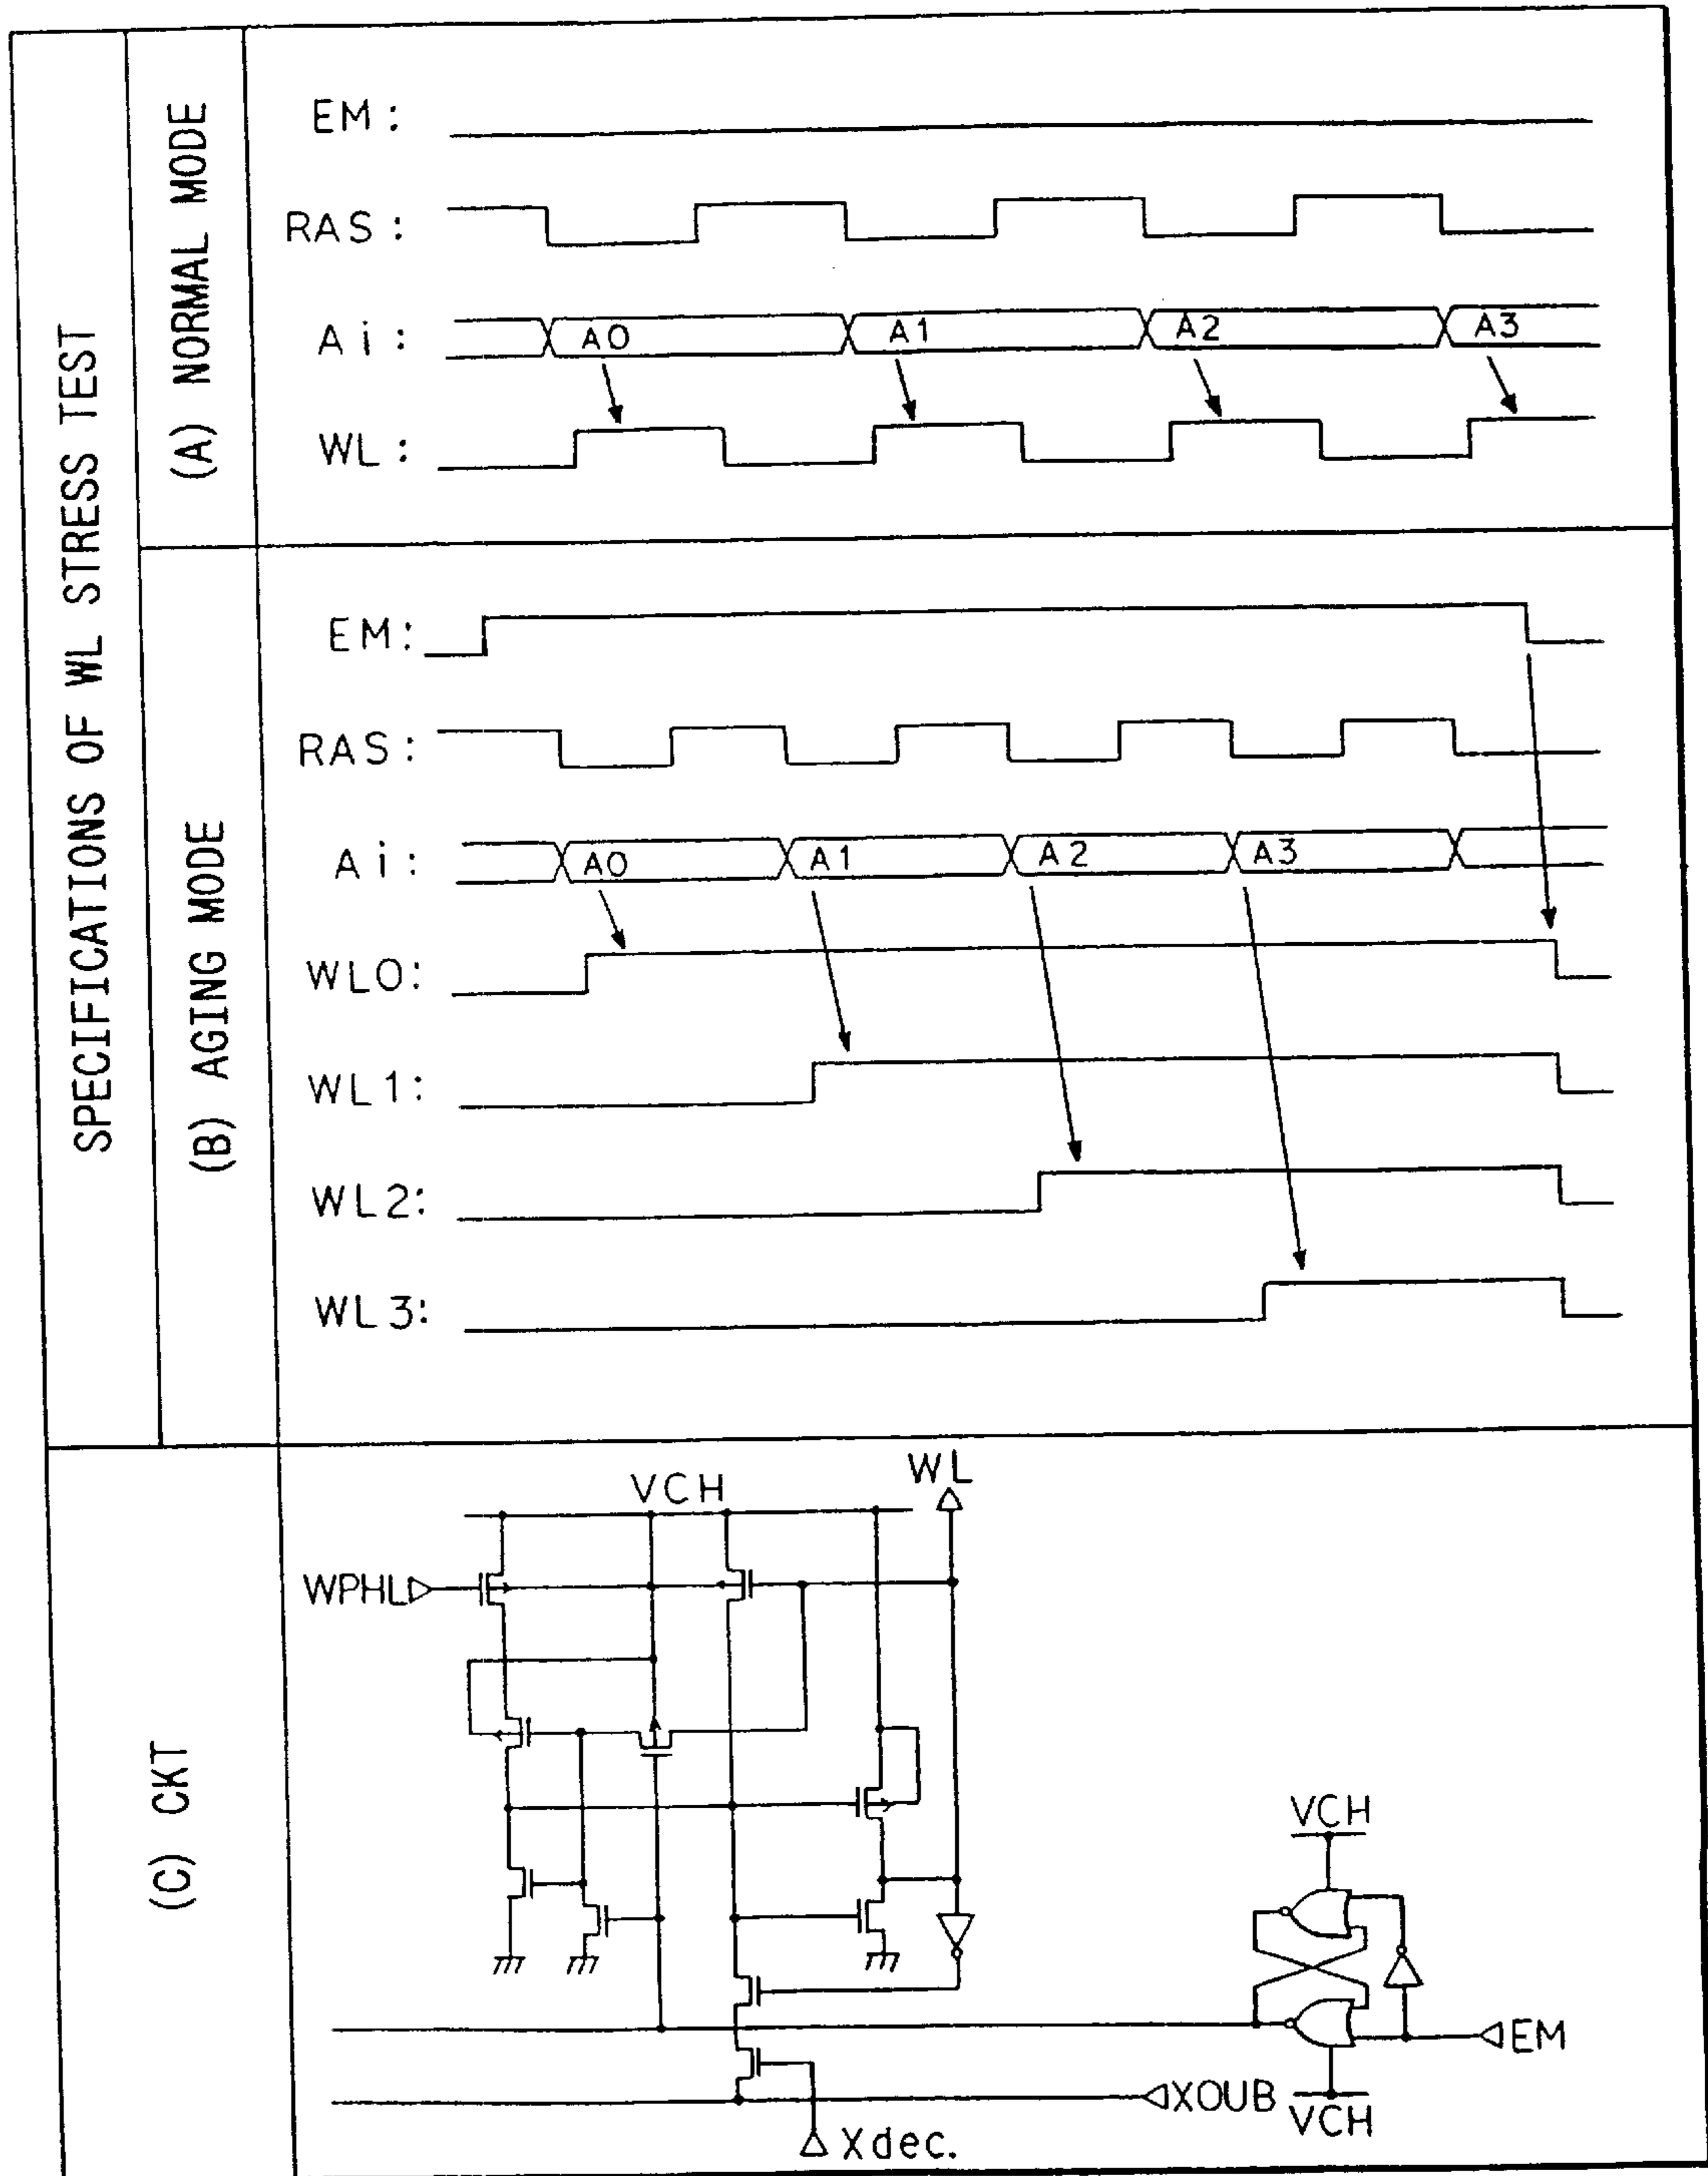 SPECIFICATIONS OF WL STRESS TEST
(A) NORMAL MODE
EM:
RAS:
Ai: A0 A1 A2 A3
WL:
(B) AGING MODE
EM:
RAS:
Ai: A0 A1 A2 A3
WL0:
WL1:
WL2:
WL3:
(C) CKT
VCH WL
WPHL
VCH
EM
XOUB
VCH
Xdec.